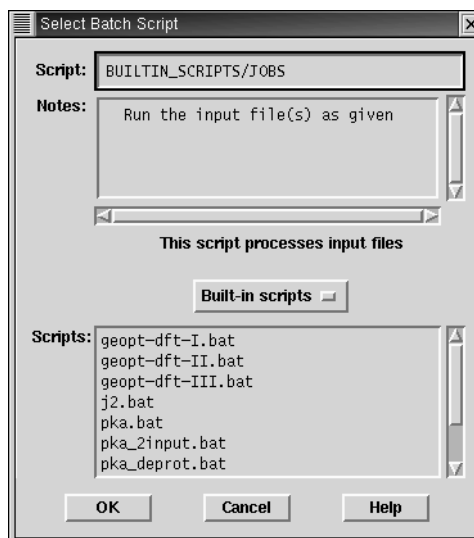 Select Batch Script
Script: BUILTIN_SCRIPTS/JOBS
Notes: Run the input file(s) as given
This script processes input files
Built-in scripts
Scripts: geopt-dft-I.bat
geopt-dft-II.bat
geopt-dft-III.bat
j2.bat
pka.bat
pka_2input.bat
pka_deprot.bat
OK Cancel Help